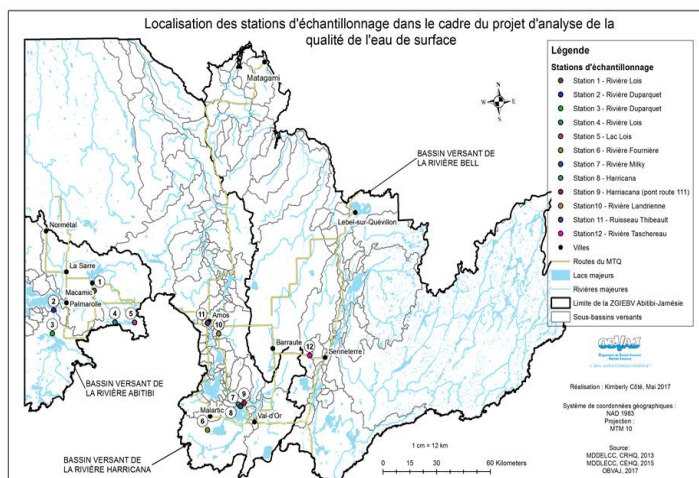 Localisation des stations d'échantillonnage dans le cadre du projet d'analyse de la
qualité de l'eau de surface
Matagami
N
W
E
S
BASSIN VERSANT DE
LA RIVIÈRE BELL
Lebel-sur-Quévillon
Normétal
La Sarre
1
Macamic
2
Palmarolle
3
4
5
BASSIN VERSANT DE
LA RIVIÈRE ABITIBI
11
Amos
10
Barraute
12
Senneterre
9
7
8
Malartic
6
Val-d'Or
BASSIN VERSANT DE
LA RIVIÈRE HARRICANA
1 cm = 12 km
0
30
60 Kilometers
Légende
Stations d'échantillonnage
Station 1 - Rivière Lois
Station 2 - Rivière Duparquet
Station 3 - Rivière Duparquet
Station 4 - Rivière Lois
Station 5 - Lac Lois
Station 6 - Rivière Fournière
Station 7 - Rivière Milky
Station 8 - Harricana
Station 9 - Harriacana (pont route 111)
Station10 - Rivière Landrienne
Station 11 - Ruisseau Thibeault
Station12 - Rivière Taschereau
Villes
Routes du MTQ
Lacs majeurs
Rivières majeures
Limite de la ZGIEBV Abitibi-Jamésie
Sous-bassins versants
OBVAJ
Réalisation : Kimberly Côté, Mai 2017
Système de coordonnées géographiques :
NAD 1983
Projection :
MTM 10
Source:
MDDELCC, CRHQ, 2013
MDDLECC, CEHQ, 2015
OBVAJ, 2017